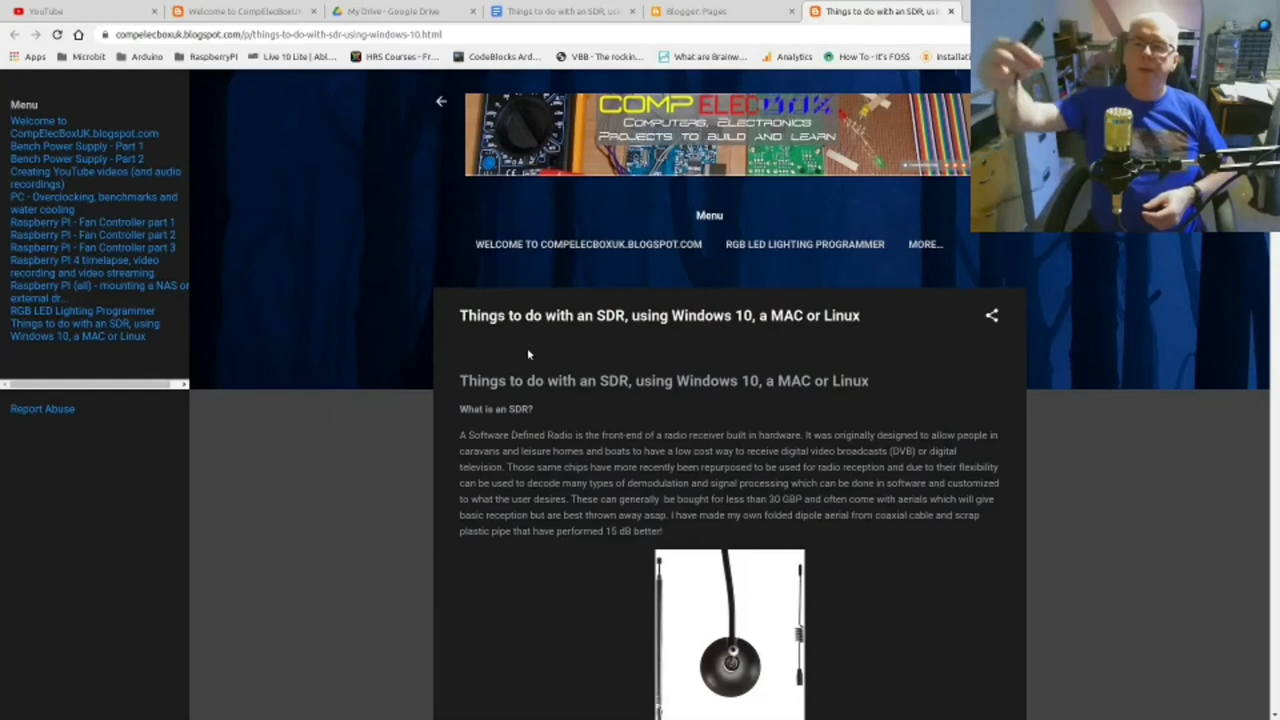 YouTube
Welcome to CompElecBoxU
My Drive - Google Drive
Things to do with an SDR, us
Blogger: Pages
Things to do with an SDR, us
compelecboxuk.blogspot.com/p/things-to-do-with-sdr-using-windows-10.html
Apps
Microbit
Arduino
RaspberryPI
Live 10 Lite | Abl...
HRS Courses - Fr...
CodeBlocks Ard...
VBB - The rockin...
What are Brainw...
Analytics
How To - It's FOSS
Installati
Menu
Welcome to
CompElecBoxUK.blogspot.com
Bench Power Supply - Part 1
Bench Power Supply - Part 2
Creating YouTube videos (and audio
recordings)
PC - Overclocking, benchmarks and
water cooling
Raspberry PI - Fan Controller part 1
Raspberry PI - Fan Controller part 2
Raspberry PI - Fan Controller part 3
Raspberry PI 4 timelapse, video
recording and video streaming.
Raspberry PI (all) - mounting a NAS or
external dr...
RGB LED Lighting Programmer
Things to do with an SDR, using
Windows 10, a MAC or Linux
Report Abuse
COMP ELECBOX
COMPUTERS, ELECTRONICS
PROJECTS TO BUILD AND LEARN
Menu
WELCOME TO COMPELECBOXUK.BLOGSPOT.COM
RGB LED LIGHTING PROGRAMMER
MORE...
Things to do with an SDR, using Windows 10, a MAC or Linux
Things to do with an SDR, using Windows 10, a MAC or Linux
What is an SDR?
A Software Defined Radio is the front-end of a radio receiver built in hardware. It was originally designed to allow people in
caravans and leisure homes and boats to have a low cost way to receive digital video broadcasts (DVB) or digital
television. Those same chips have more recently been repurposed to be used for radio reception and due to their flexibility
can be used to decode many types of demodulation and signal processing which can be done in software and customized
to what the user desires. These can generally be bought for less than 30 GBP and often come with aerials which will give
basic reception but are best thrown away asap. I have made my own folded dipole aerial from coaxial cable and scrap
plastic pipe that have performed 15 dB better!